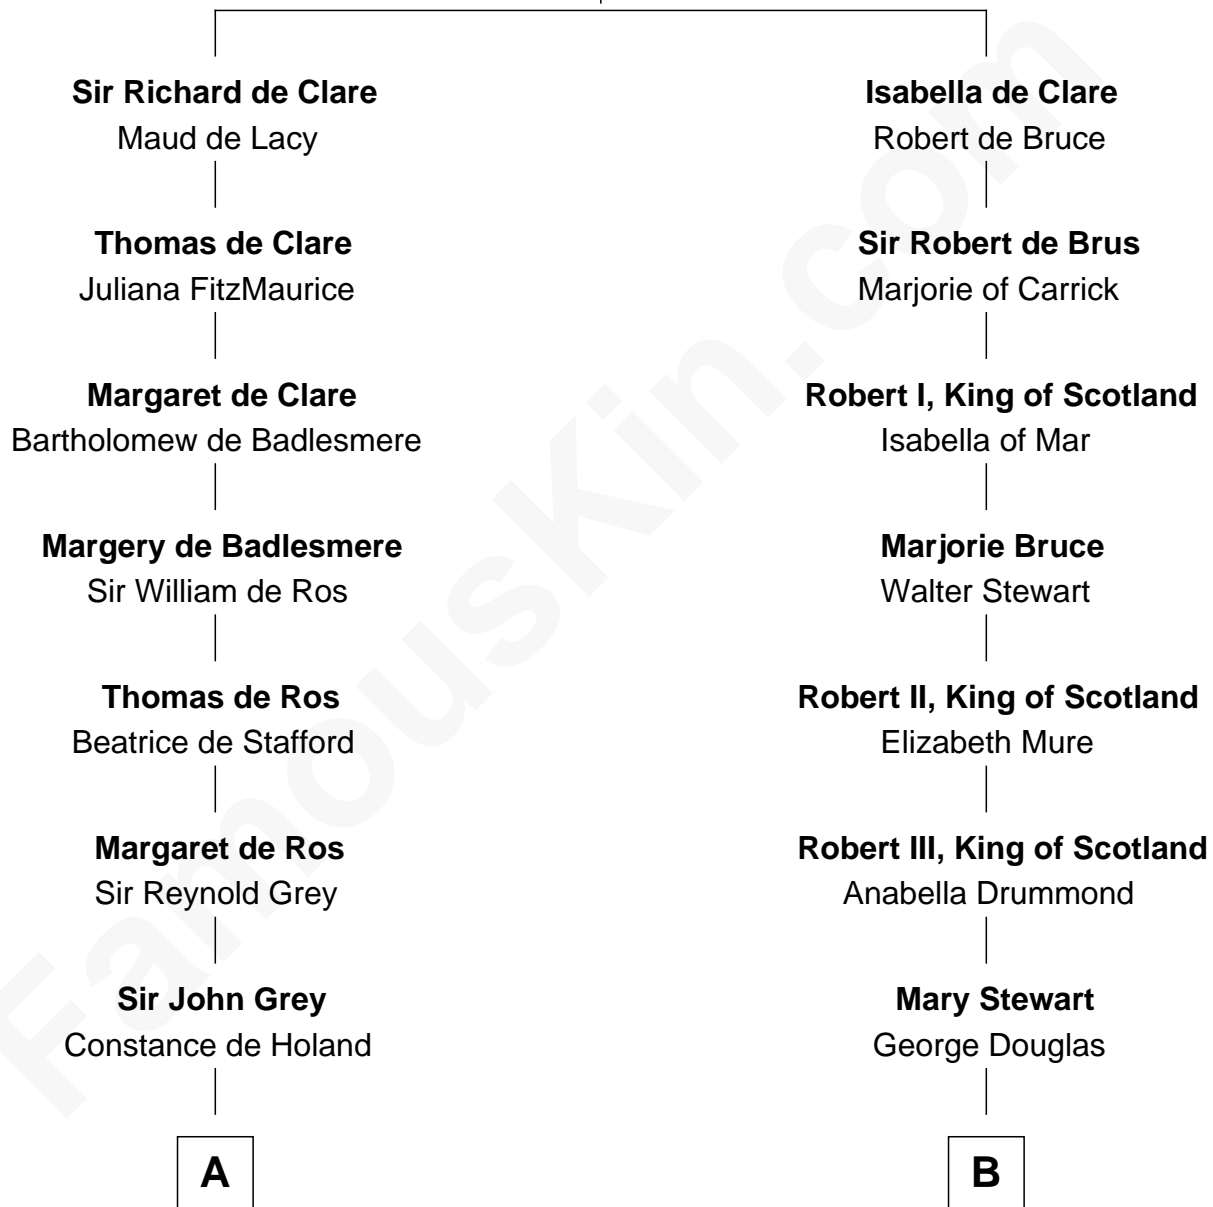 Sir Richard de Clare
Maud de Lacy
Thomas de Clare
Juliana FitzMaurice
Margaret de Clare
Bartholomew de Badlesmere
Margery de Badlesmere
Sir William de Ros
Thomas de Ros
Beatrice de Stafford
Margaret de Ros
Sir Reynold Grey
Sir John Grey
Constance de Holand
A
Isabella de Clare
Robert de Bruce
Sir Robert de Brus
Marjorie of Carrick
Robert I, King of Scotland
Isabella of Mar
Marjorie Bruce
Walter Stewart
Robert II, King of Scotland
Elizabeth Mure
Robert III, King of Scotland
Anabella Drummond
Mary Stewart
George Douglas
B
FamousKin.com